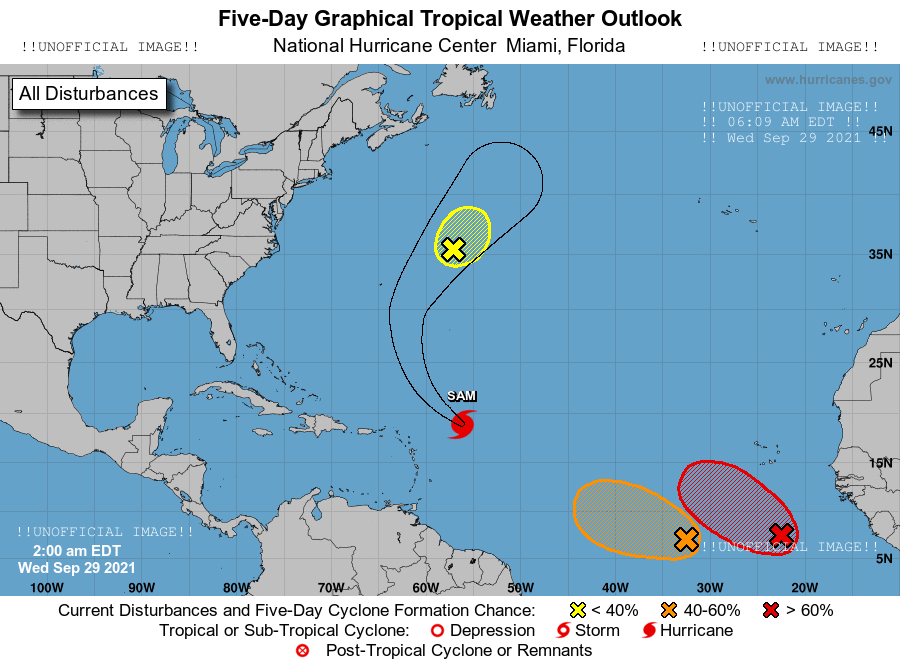 Five-Day Graphical Tropical Weather Outlook
!!UNOFFICIAL IMAGE!! National Hurricane Center Miami, Florida !!UNOFFICIAL IMAGE!!
www.hurricanes.gov
All Disturbances
!!UNOFFICIAL IMAGE!!
!! 06:09 AM EDT !!
!! Wed Sep 29 2021 !!
45N
35N
25N
SAM
15N
!!UNOFFICIAL IMAGE!!
!!UNOFFICIAL IMAGE!!
2:00 am EDT
5N
Wed Sep 29 2021
100W 90W 80W 70W 60W 50W 40W 30W 20W
Current Disturbances and Five-Day Cyclone Formation Chance: < 40% 40-60% > 60%
Tropical or Sub-Tropical Cyclone: Depression Storm Hurricane
Post-Tropical Cyclone or Remnants